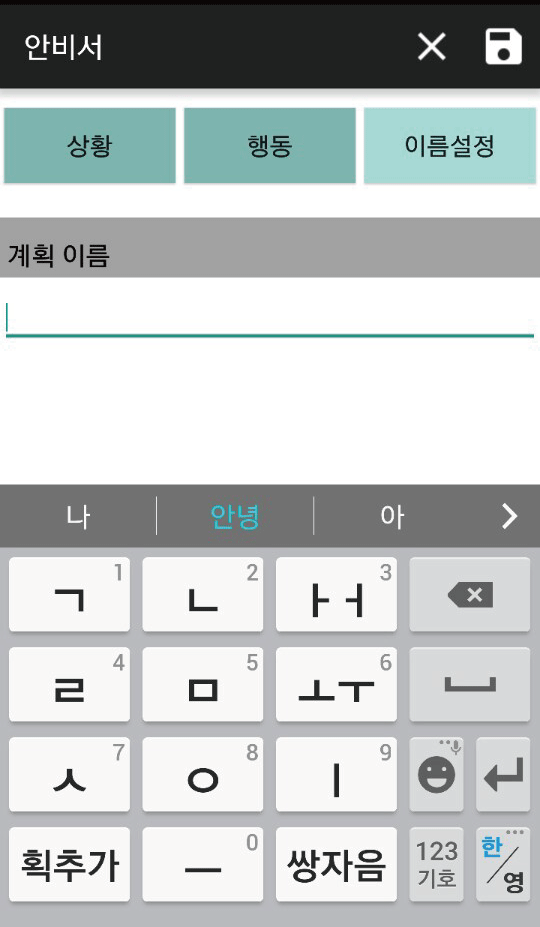 안비서
상황 행동 이름설정
계획 이름
나 안녕 아
ㄱ 1 ㄴ 2 ㅏㅓ 3
ㄹ 4 ㅁ 5 ㅗㅜ 6
ㅅ 7 ㅇ 8 ㅣ 9
획추가 ㅡ 0 쌍자음 123 한/영
기호